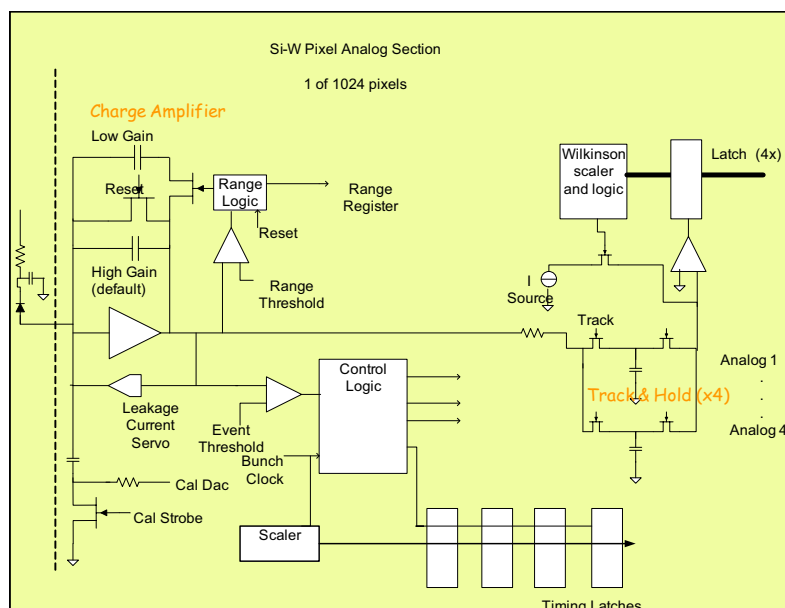 Si-W Pixel Analog Section
1 of 1024 pixels
Charge Amplifier
Low Gain
Reset
Range
Logic
Range
Register
Reset
High Gain
(default)
Range
Threshold
Wilkinson
scaler
and logic
Latch (4x)
I
Source
Track
Control
Logic
Analog 1
.
.
.
Analog 4
Track & Hold (x4)
Leakage
Current
Servo
Event
Threshold
Bunch
Clock
Cal Dac
Cal Strobe
Scaler
Timing Latches